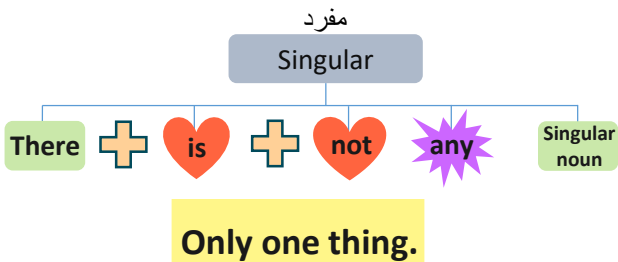 مفرد
Singular
There is not any Singular
noun
Only one thing.